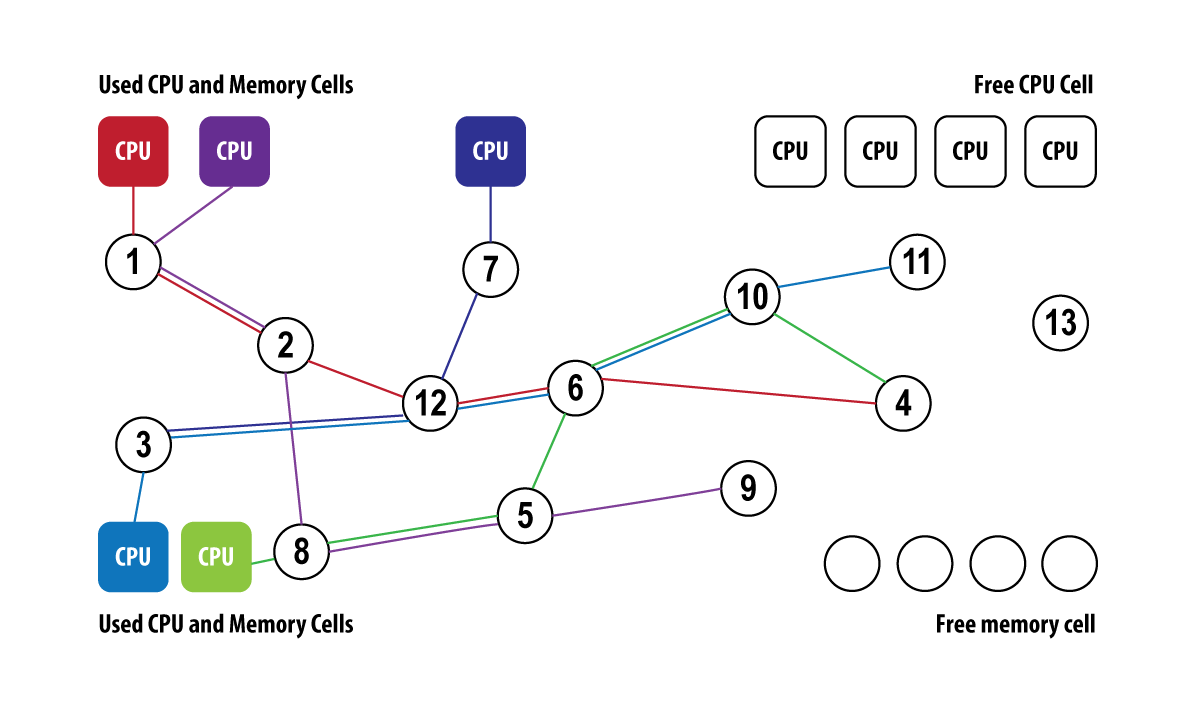 Used CPU and Memory Cells
Free CPU Cell
CPU
CPU
CPU
CPU
CPU
CPU
CPU
1
7
11
10
13
2
6
12
4
3
9
5
8
CPU
CPU
Used CPU and Memory Cells
Free memory cell